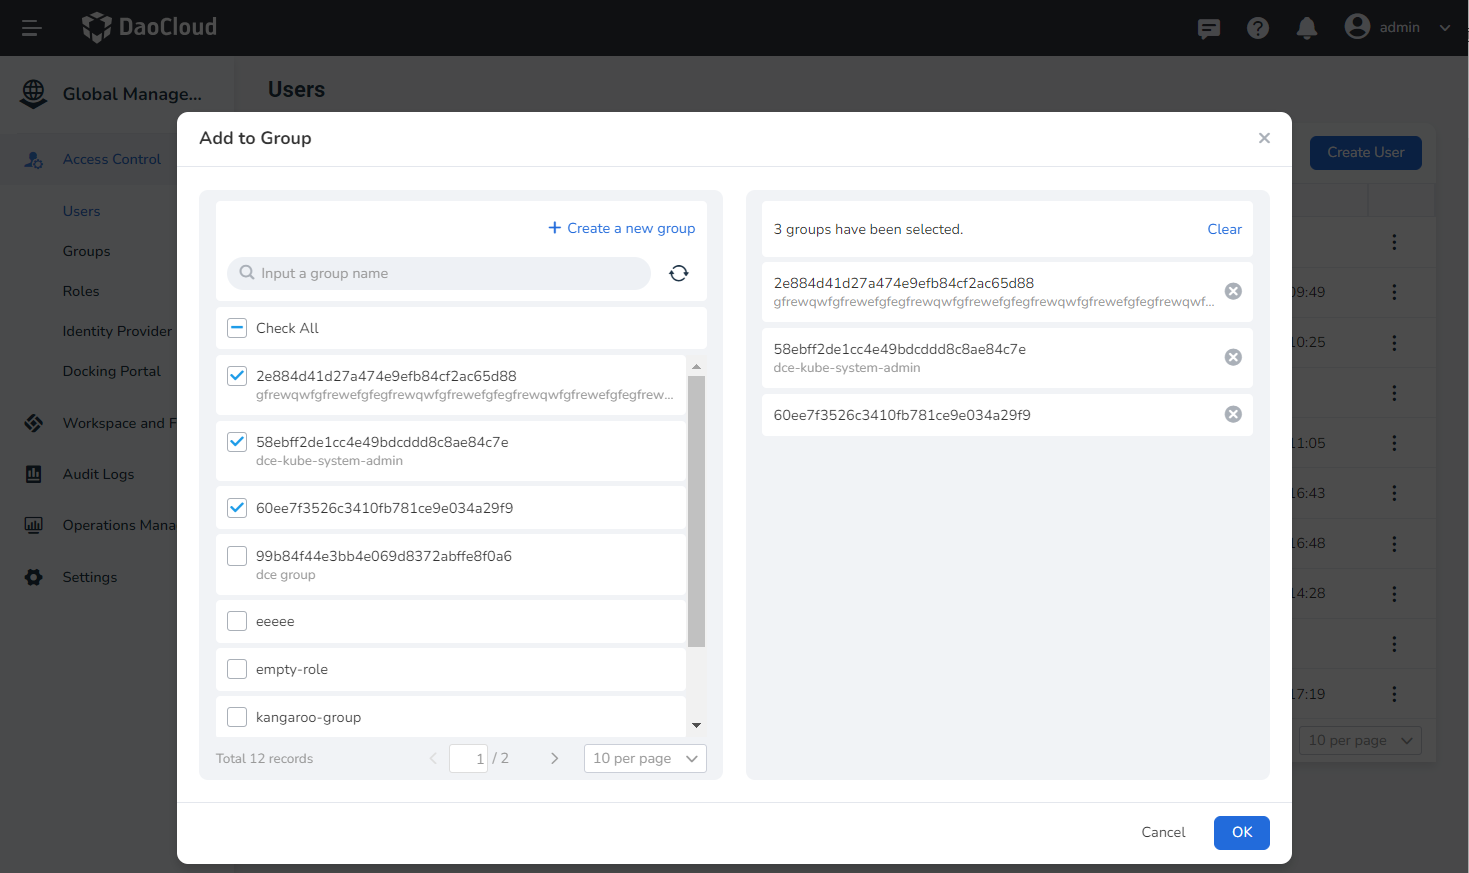 DaoCloud
admin
Global Manage...
Users
Access Control
Users
Groups
Roles
Identity Provider
Docking Portal
Workspace and F
Audit Logs
Operations Mana
Settings
Create User
09:49
10:25
11:05
16:43
16:48
14:28
17:19
10 per page
Add to Group
+ Create a new group
Input a group name
Check All
2e884d41d27a474e9efb84cf2ac65d88
gfrewqwfgfrewefgfegfrewqwfgfrewefgfegfrewqwfgfrewefgfegfrew...
58ebff2de1cc4e49bdcddd8c8ae84c7e
dce-kube-system-admin
60ee7f3526c3410fb781ce9e034a29f9
99b84f44e3bb4e069d8372abffe8f0a6
dce group
eeeee
empty-role
kangaroo-group
Total 12 records
1 / 2
10 per page
3 groups have been selected.
Clear
2e884d41d27a474e9efb84cf2ac65d88
gfrewqwfgfrewefgfegfrewqwfgfrewefgfegfrewqwfgfrewefgfegfrewqwf...
58ebff2de1cc4e49bdcddd8c8ae84c7e
dce-kube-system-admin
60ee7f3526c3410fb781ce9e034a29f9
Cancel
OK